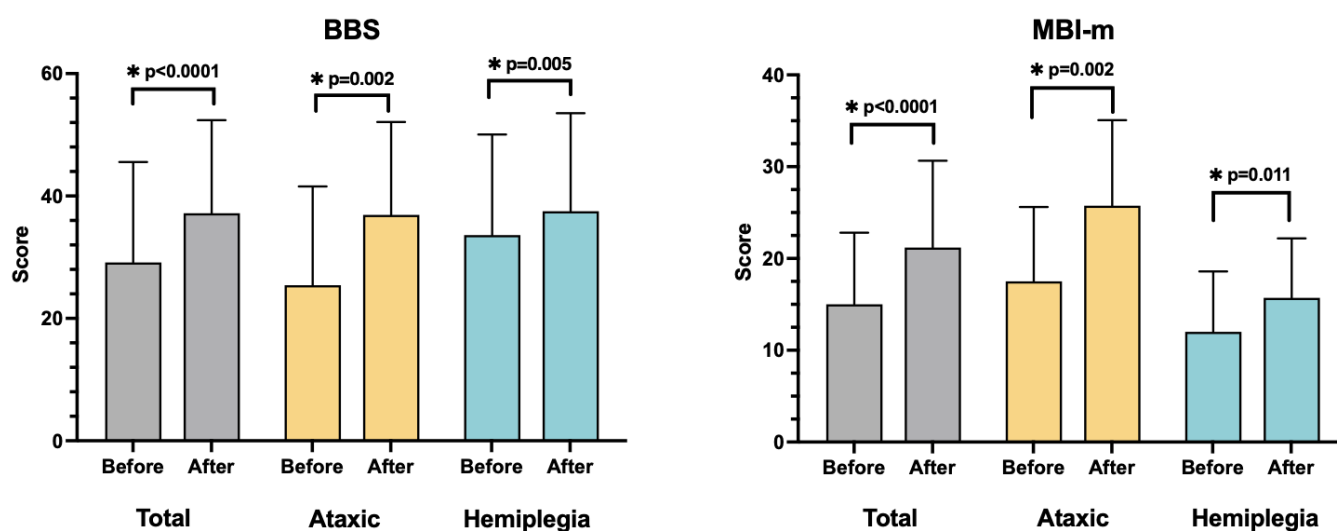 BBS
60
40
20
0
Score
* p<0.0001
* p=0.002
* p=0.005
Before After Before After Before After
Total Ataxic Hemiplegia
MBI-m
40
30
20
10
0
Score
* p<0.0001
* p=0.002
* p=0.011
Before After Before After Before After
Total Ataxic Hemiplegia